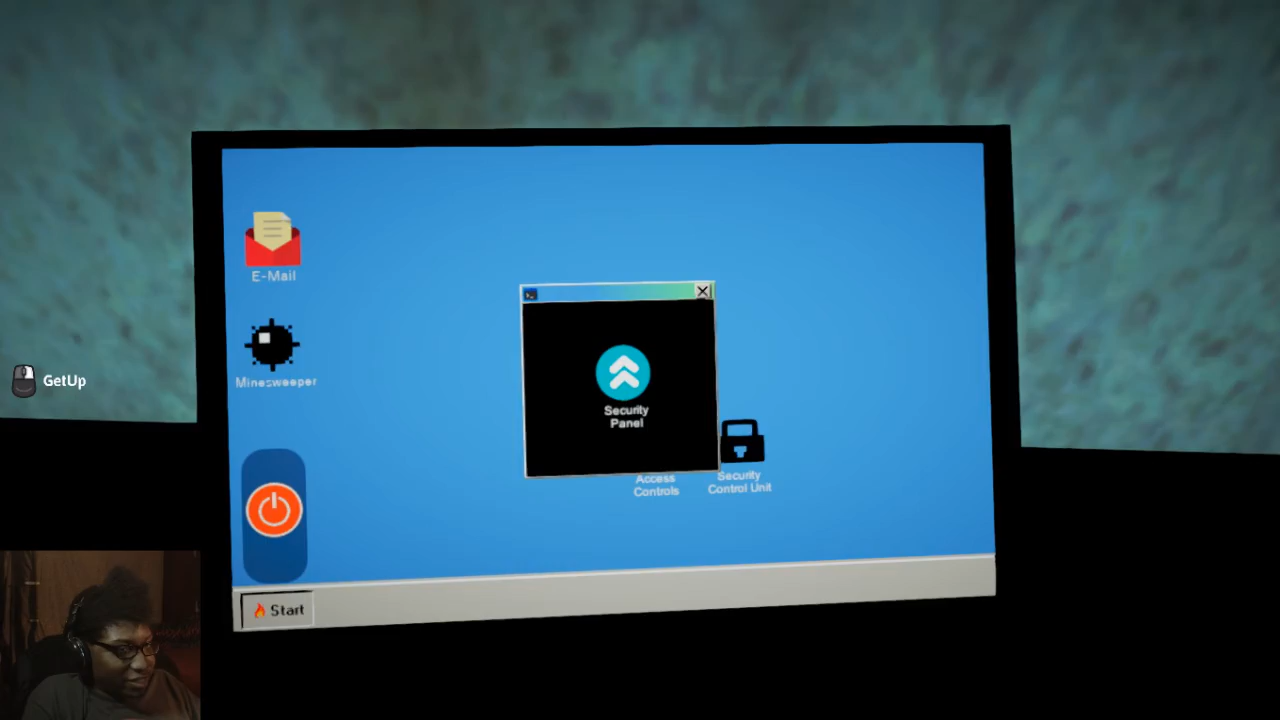 E-Mail
Minesweeper
GetUp
Security
Panel
Access
Controls
Security
Control Unit
Start